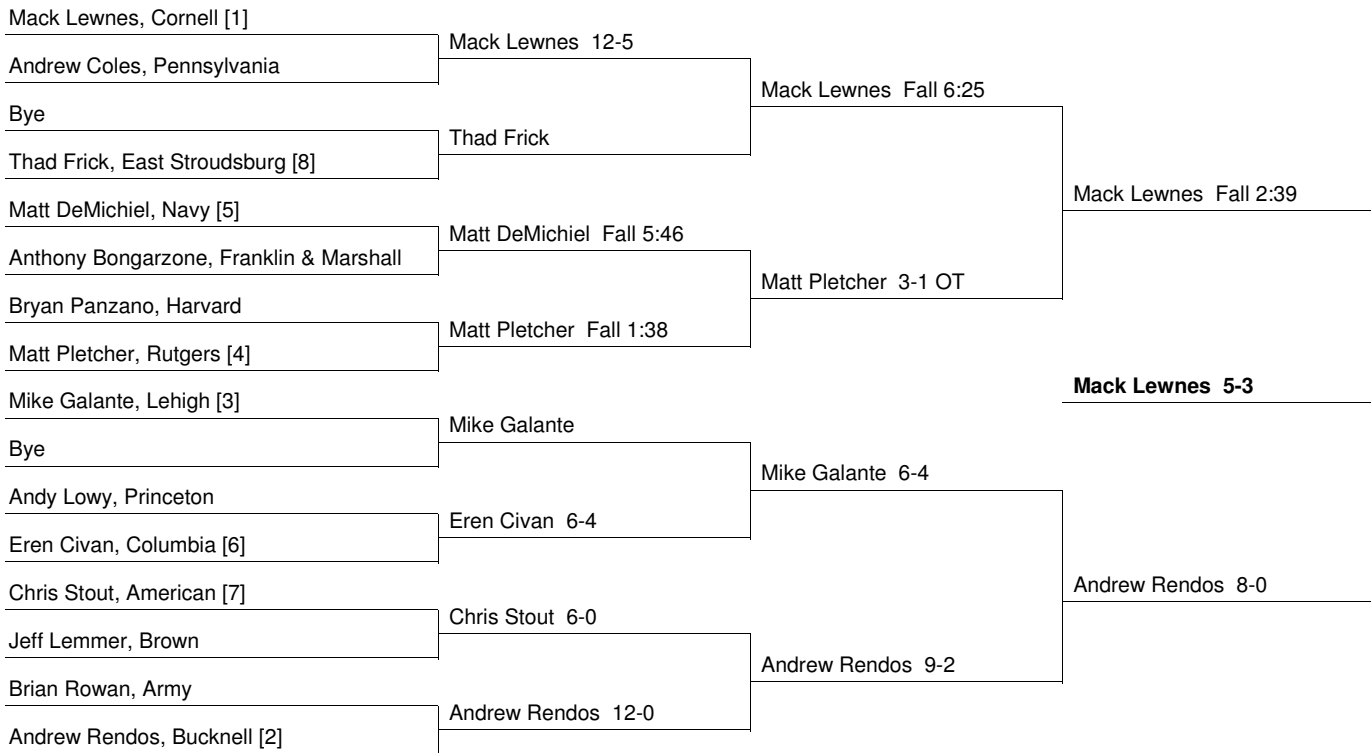 Mack Lewnes, Cornell [1]
Mack Lewnes 12-5
Andrew Coles, Pennsylvania
Mack Lewnes Fall 6:25
Bye
Thad Frick
Thad Frick, East Stroudsburg [8]
Mack Lewnes Fall 2:39
Matt DeMichiel, Navy [5]
Matt DeMichiel Fall 5:46
Anthony Bongarzone, Franklin & Marshall
Matt Pletcher 3-1 OT
Bryan Panzano, Harvard
Matt Pletcher Fall 1:38
Matt Pletcher, Rutgers [4]
Mack Lewnes 5-3
Mike Galante, Lehigh [3]
Mike Galante
Bye
Mike Galante 6-4
Andy Lowy, Princeton
Eren Civan 6-4
Eren Civan, Columbia [6]
Andrew Rendos 8-0
Chris Stout, American [7]
Chris Stout 6-0
Jeff Lemmer, Brown
Andrew Rendos 9-2
Brian Rowan, Army
Andrew Rendos 12-0
Andrew Rendos, Bucknell [2]